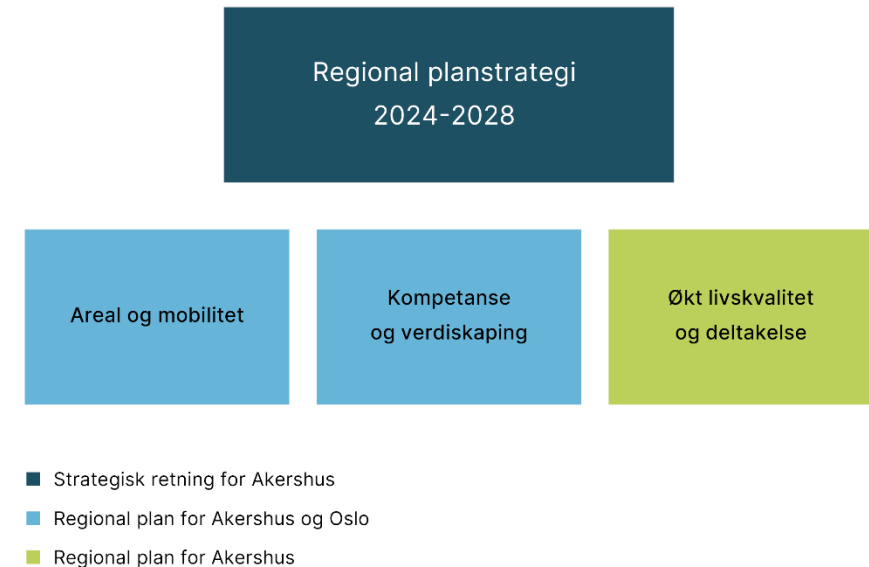 Regional planstrategi
2024-2028
Areal og mobilitet
Kompetanse
og verdiskaping
Økt livskvalitet
og deltakelse
Strategisk retning for Akershus
Regional plan for Akershus og Oslo
Regional plan for Akershus